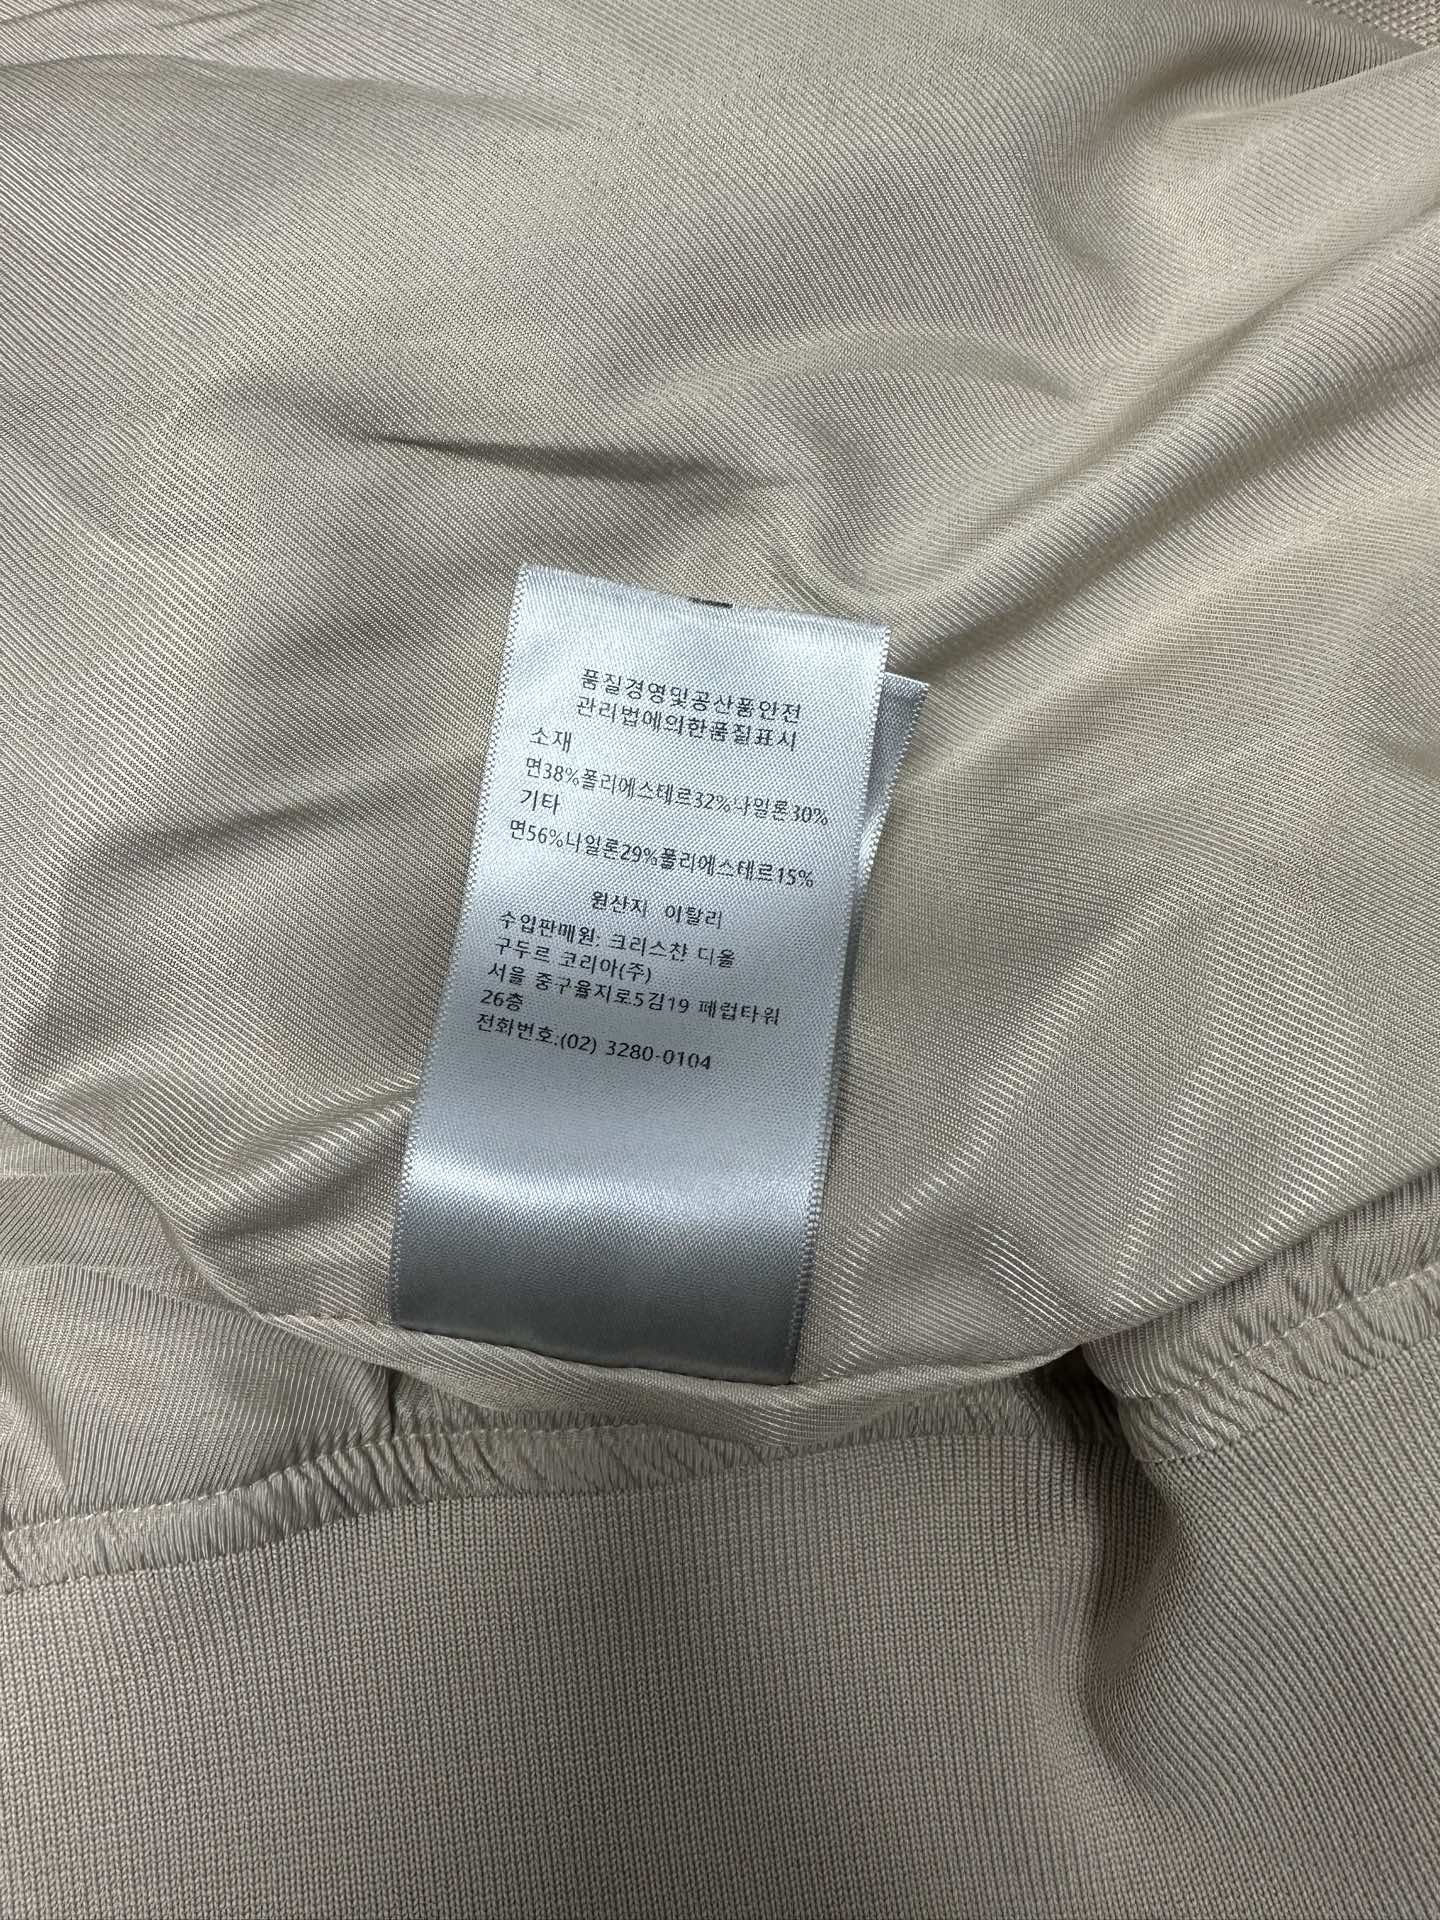 품질경영및공산품안전
관리법에의한품질표시
소재
면38%폴리에스테르32%나일론30%
기타
면56%나일론29%폴리에스테르15%
원산지 이탈리
수입판매원: 크리스찬 디올
구두르 코리아(주)
서울 중구율지로5김19 페럽타워
26층
전화번호:(02) 3280-0104